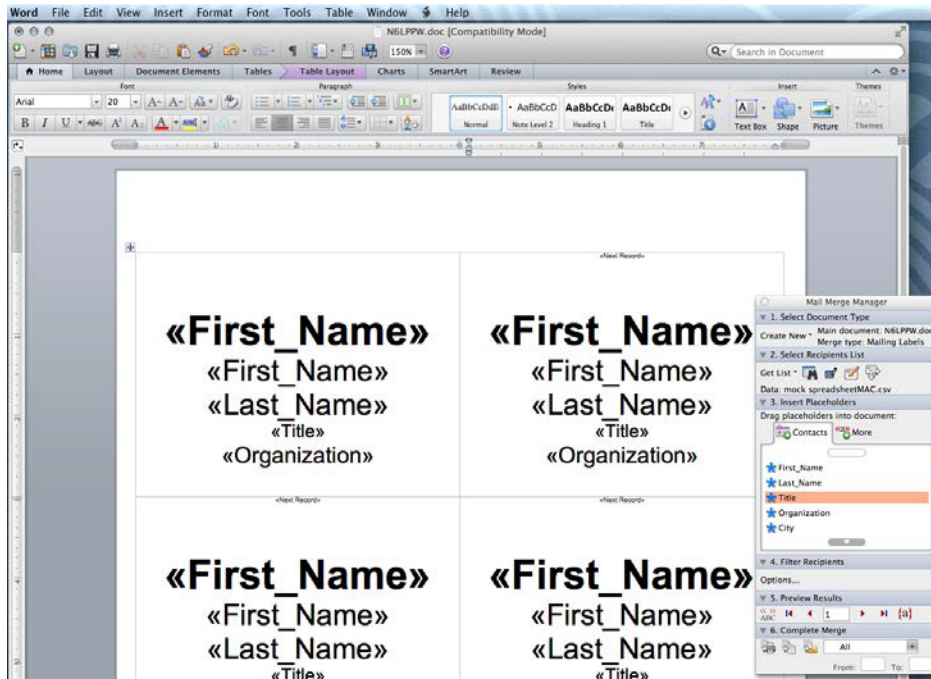 Word File Edit View Insert Format Font Tools Table Window Help
N6LPPW.doc [Compatibility Mode]
150% Search in Document
Home Layout Document Elements Tables Table Layout Charts SmartArt Review
Font Paragraph Styles Insert Themes
Arial 20 A A Aa AaBbCcDdE AaBbCcD AaBbCcDc AaBbCcDc
B I U ABC A² A₂ A ABC Normal Note Level 2 Heading 1 Title Text Box Shape Picture Themes
«Next Record»
«First_Name» «First_Name»
«First_Name» «First_Name»
«Last_Name» «Last_Name»
«Title» «Title»
«Organization» «Organization»
«Next Record» «Next Record»
«First_Name» «First_Name»
«First_Name» «First_Name»
«Last_Name» «Last_Name»
«Title» «Title»
Mail Merge Manager
1. Select Document Type
Create New Main document: N6LPPW.doc
Merge type: Mailing Labels
2. Select Recipients List
Get List
Data: mock spreadsheetMAC.csv
3. Insert Placeholders
Drag placeholders into document:
Contacts More
First_Name
Last_Name
Title
Organization
City
4. Filter Recipients
Options...
5. Preview Results
«» ABC 1 {a}
6. Complete Merge
All
From: To: